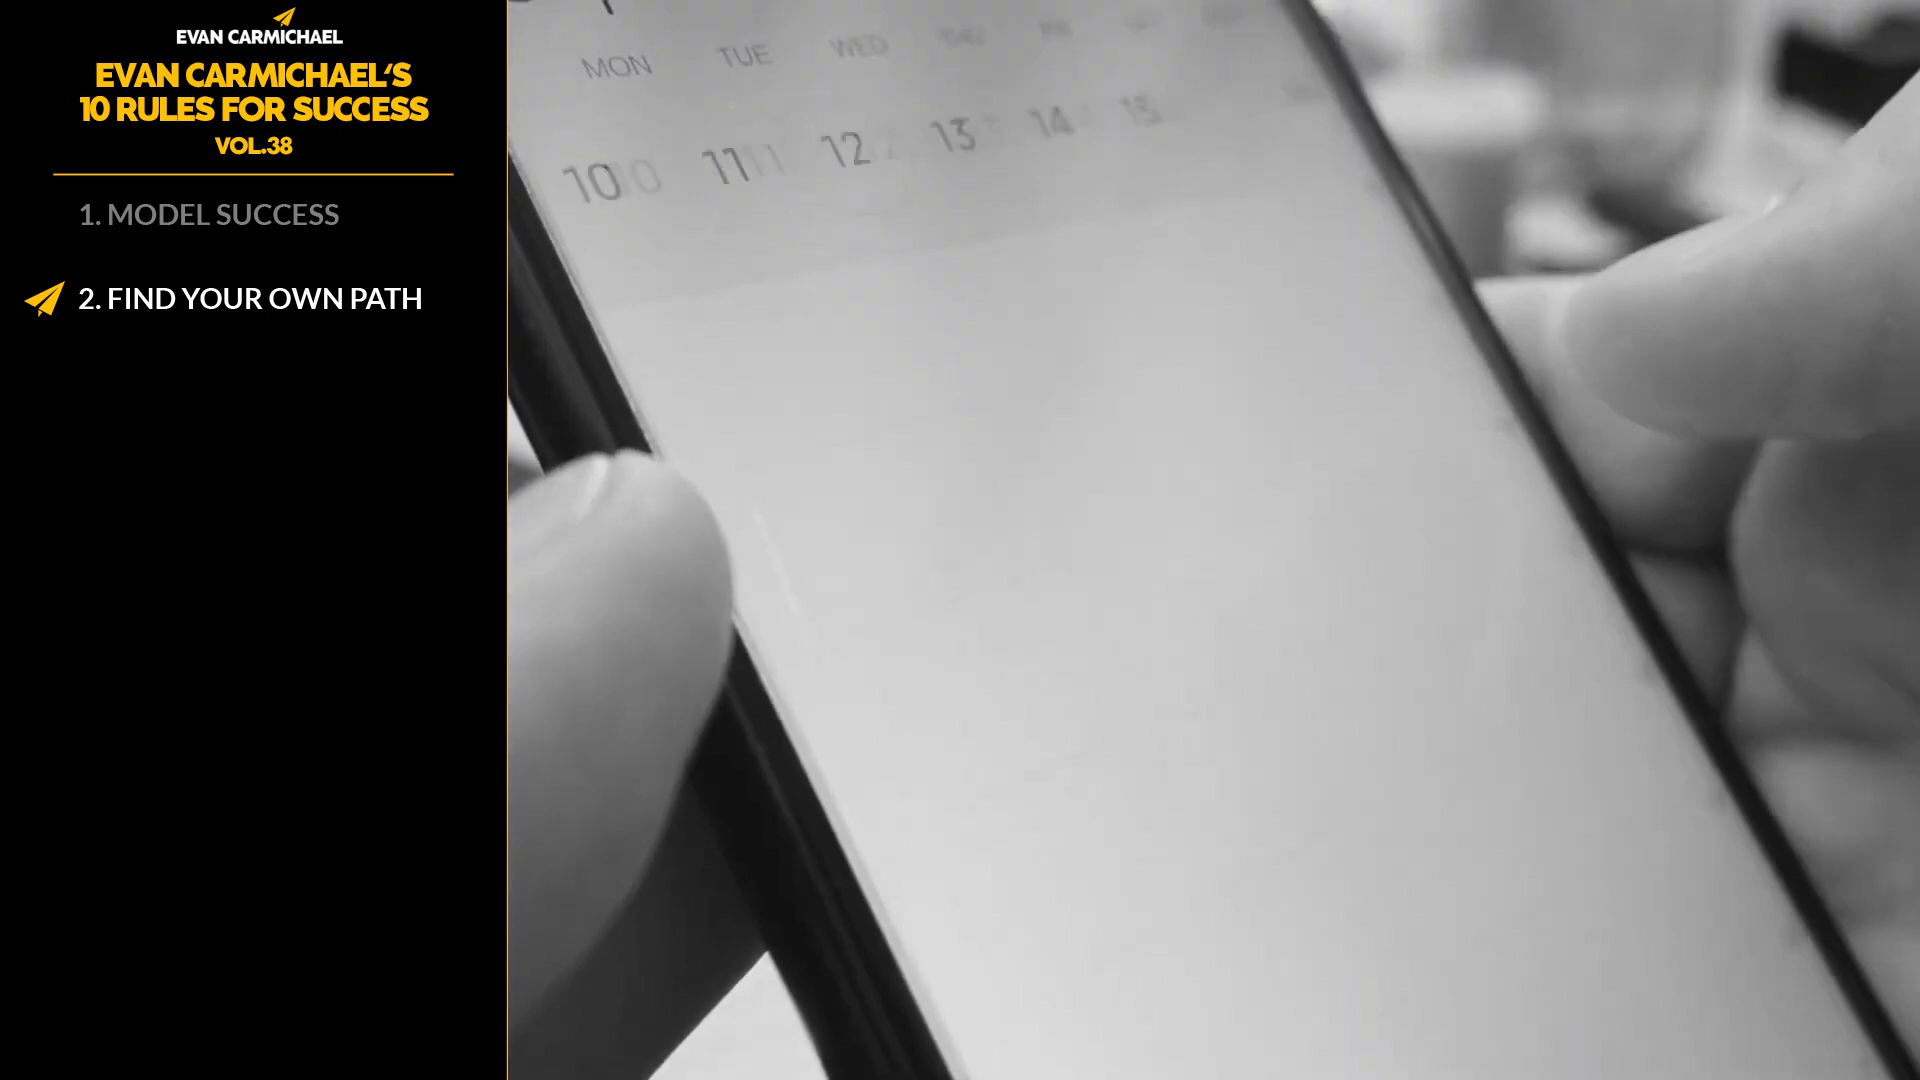 EVAN CARMICHAEL
EVAN CARMICHAEL'S
10 RULES FOR SUCCESS
VOL.38
1. MODEL SUCCESS
2. FIND YOUR OWN PATH
MON TUE WED
10 11 12 13 14 15